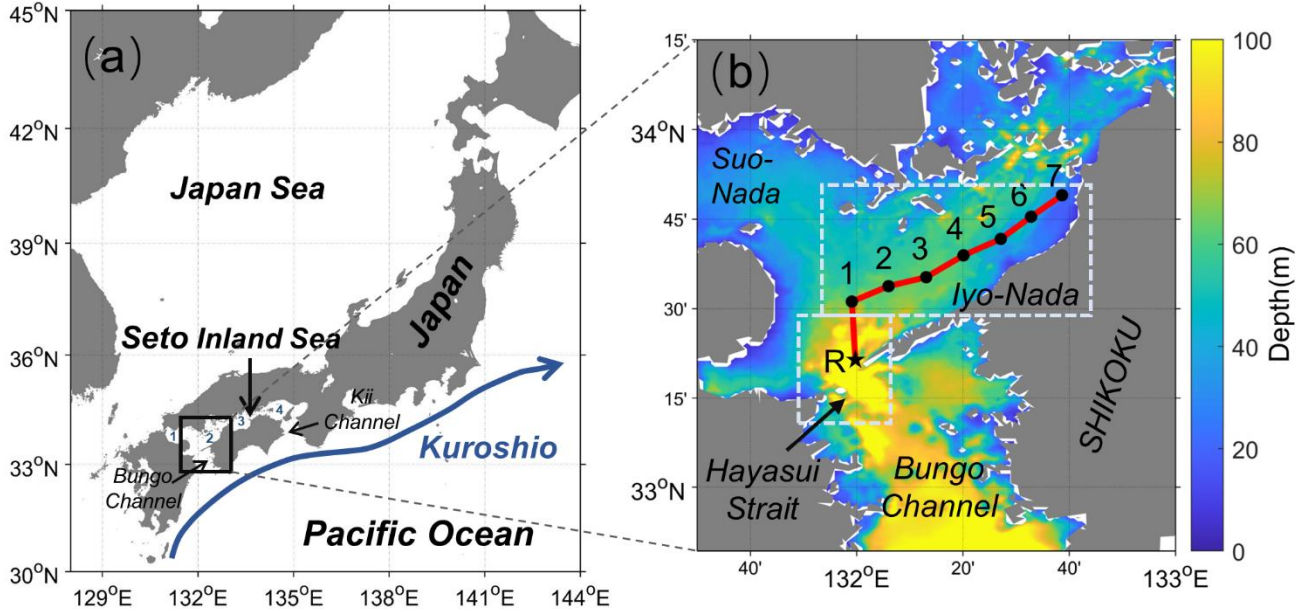 (a)
45°N
42°N
39°N
36°N
33°N
30°N
129°E
132°E
135°E
138°E
141°E
144°E
Japan Sea
Japan
Seto Inland Sea
1
2
3
4
Kii
Channel
Bungo
Channel
Kuroshio
Pacific Ocean
(b)
15'
34°N
45'
30'
15'
33°N
40'
132°E
20'
40'
133°E
Suo-
Nada
1
2
3
4
5
6
7
Iyo-Nada
R
Hayasui
Strait
Bungo
Channel
SHIKOKU
100
80
60
40
20
0
Depth(m)